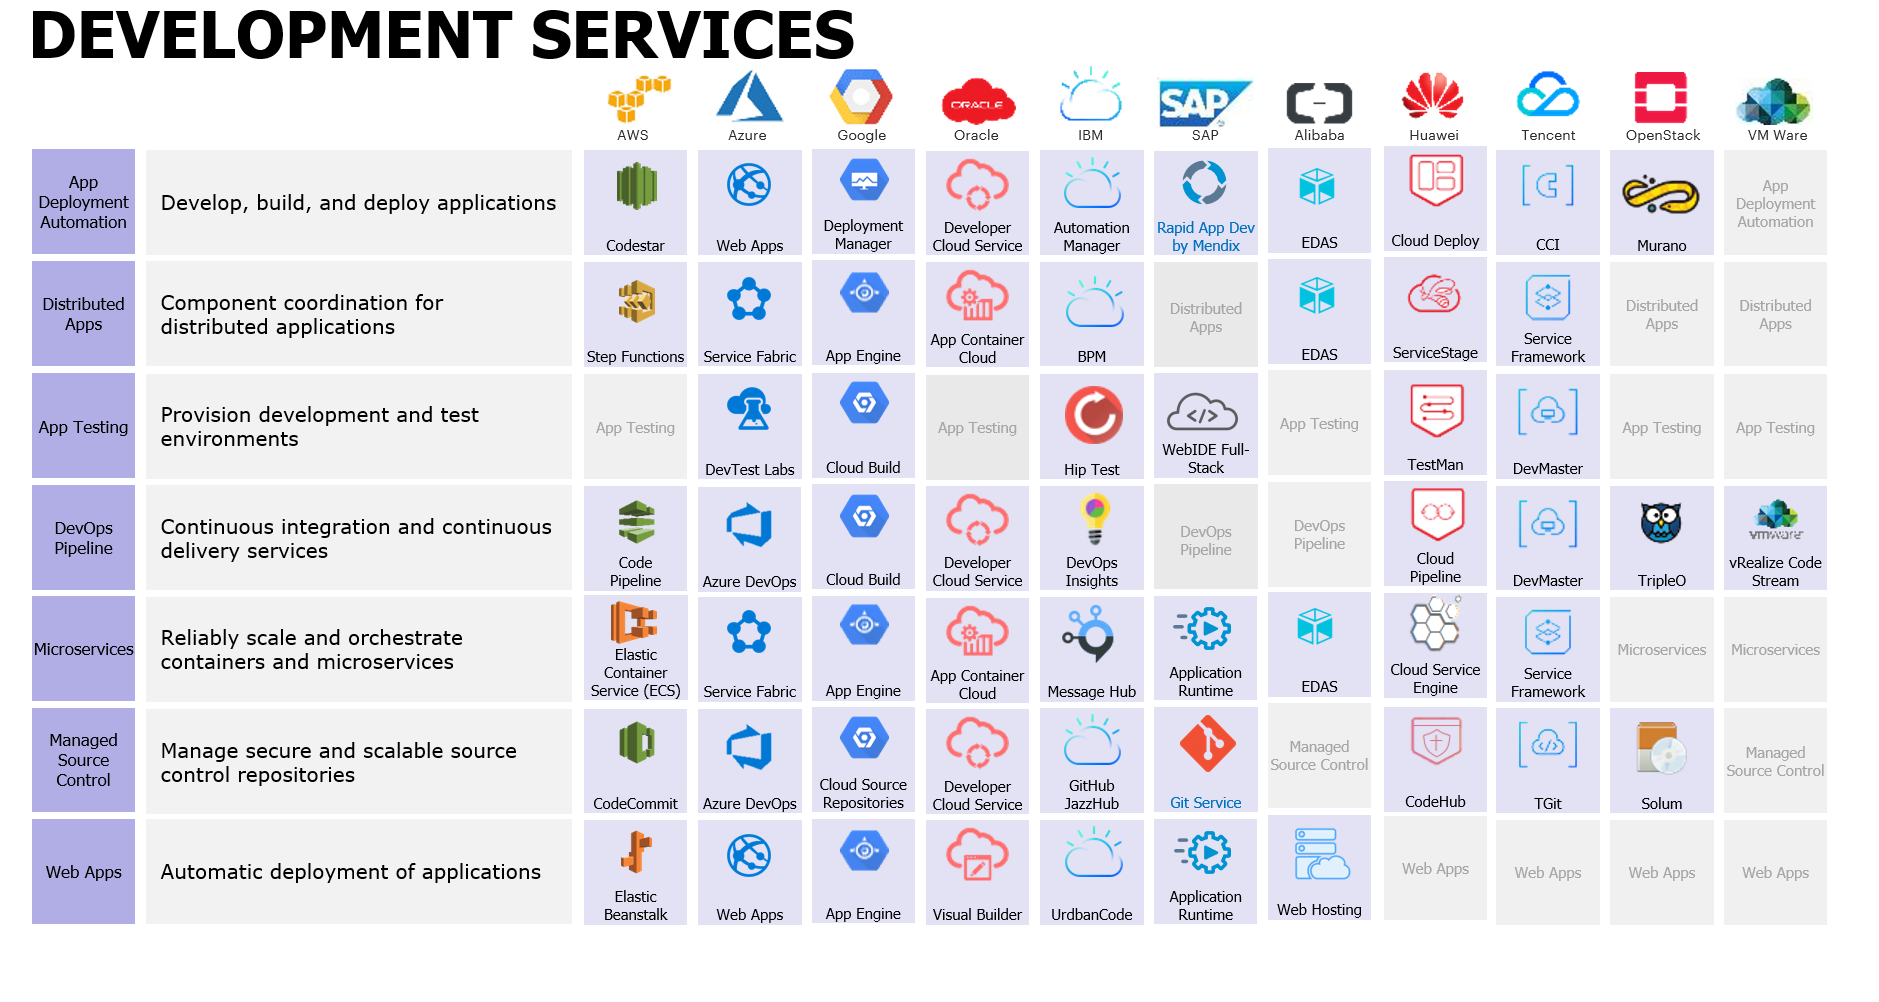 DEVELOPMENT SERVICES
ORACLE
SAP
AWS
Azure
Google
Oracle
IBM
SAP
Alibaba
Huawei
Tencent
OpenStack
VM Ware
App
Deployment
Automation
Develop, build, and deploy applications
Codestar
Web Apps
Deployment
Manager
Developer
Cloud Service
Automation
Manager
Rapid App Dev
by Mendix
EDAS
Cloud Deploy
CCI
Murano
App
Deployment
Automation
Distributed
Apps
Component coordination for
distributed applications
Step Functions
Service Fabric
App Engine
App Container
Cloud
BPM
Distributed
Apps
EDAS
ServiceStage
Service
Framework
Distributed
Apps
Distributed
Apps
App Testing
Provision development and test
environments
App Testing
DevTest Labs
Cloud Build
App Testing
Hip Test
WebIDE Full-
Stack
App Testing
TestMan
DevMaster
App Testing
App Testing
DevOps
Pipeline
Continuous integration and continuous
delivery services
Code
Pipeline
Azure DevOps
Cloud Build
Developer
Cloud Service
DevOps
Insights
DevOps
Pipeline
DevOps
Pipeline
Cloud
Pipeline
DevMaster
TripleO
vmware
vRealize Code
Stream
Microservices
Reliably scale and orchestrate
containers and microservices
Elastic
Container
Service (ECS)
Service Fabric
App Engine
App Container
Cloud
Message Hub
Application
Runtime
EDAS
Cloud Service
Engine
Service
Framework
Microservices
Microservices
Managed
Source
Control
Manage secure and scalable source
control repositories
CodeCommit
Azure DevOps
Cloud Source
Repositories
Developer
Cloud Service
GitHub
JazzHub
Git Service
Managed
Source Control
CodeHub
TGit
Solum
Managed
Source Control
Web Apps
Automatic deployment of applications
Elastic
Beanstalk
Web Apps
App Engine
Visual Builder
UrdbanCode
Application
Runtime
Web Hosting
Web Apps
Web Apps
Web Apps
Web Apps